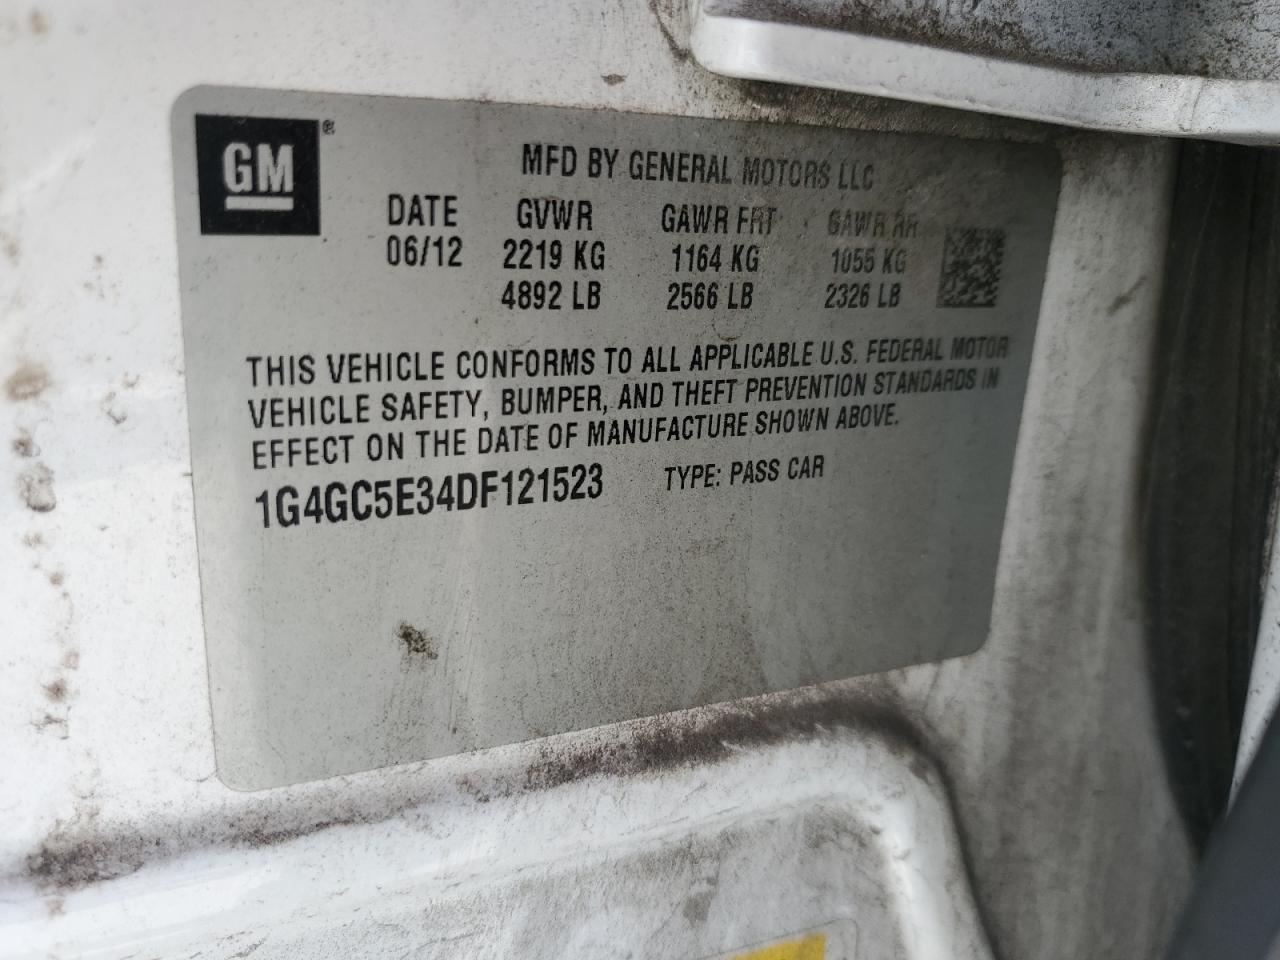 GM®
MFD BY GENERAL MOTORS LLC
DATE GVWR GAWR FRT GAWR RR
06/12 2219 KG 1164 KG 1055 KG
4892 LB 2566 LB 2326 LB
THIS VEHICLE CONFORMS TO ALL APPLICABLE U.S. FEDERAL MOTOR
VEHICLE SAFETY, BUMPER, AND THEFT PREVENTION STANDARDS IN
EFFECT ON THE DATE OF MANUFACTURE SHOWN ABOVE.
1G4GC5E34DF121523 TYPE: PASS CAR